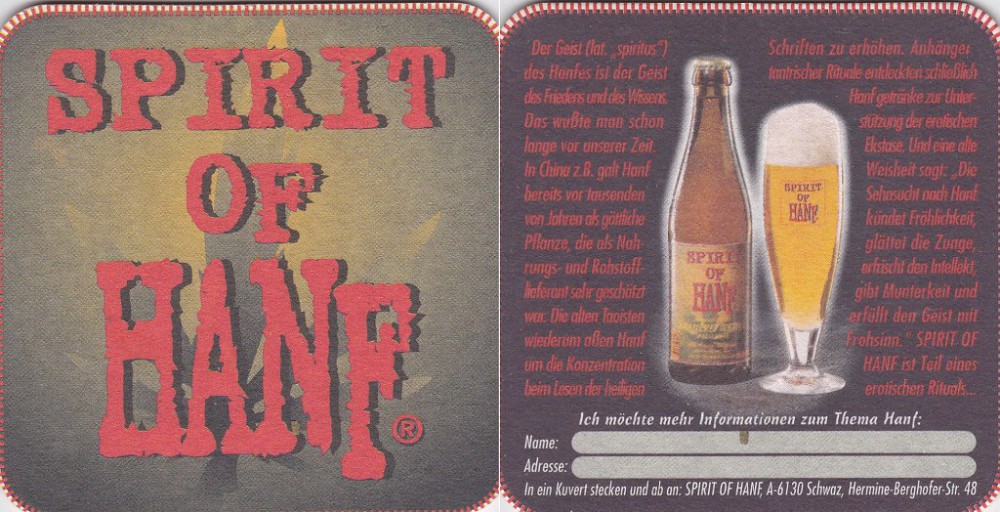 SPIRIT
OF
HANF
®
Der Geist (lat. „spiritus")
des Hanfes ist der Geist
des Friedens und des Wissens.
Das wußte man schon
lange vor unserer Zeit.
In China z.B. galt Hanf
bereits vor tausenden
von Jahren als göttliche
Pflanze, die als Nah-
rungs- und Rohstoff-
lieferant sehr geschätzt
war. Die alten Taoisten
wiederum aßen Hanf
um die Konzentration
beim Lesen der heiligen
Schriften zu erhöhen. Anhänger
tantrischer Rituale entdeckten schließlich
Hanfgetränke zur Unter-
stützung der erotischen
Ekstase. Und eine alte
Weisheit sagt: „Die
Sehnsucht nach Hanf
kündet Fröhlichkeit,
glättet die Zunge,
erfrischt den Intellekt,
gibt Munterkeit und
erfüllt den Geist mit
Frohsinn." SPIRIT OF
HANF ist Teil eines
erotischen Rituals...
SPIRIT
OF
HANF
SPIRIT
OF
HANF
Ich möchte mehr Informationen zum Thema Hanf:
Name:
Adresse:
In ein Kuvert stecken und ab an: SPIRIT OF HANF, A-6130 Schwaz, Hermine-Berghofer-Str. 48